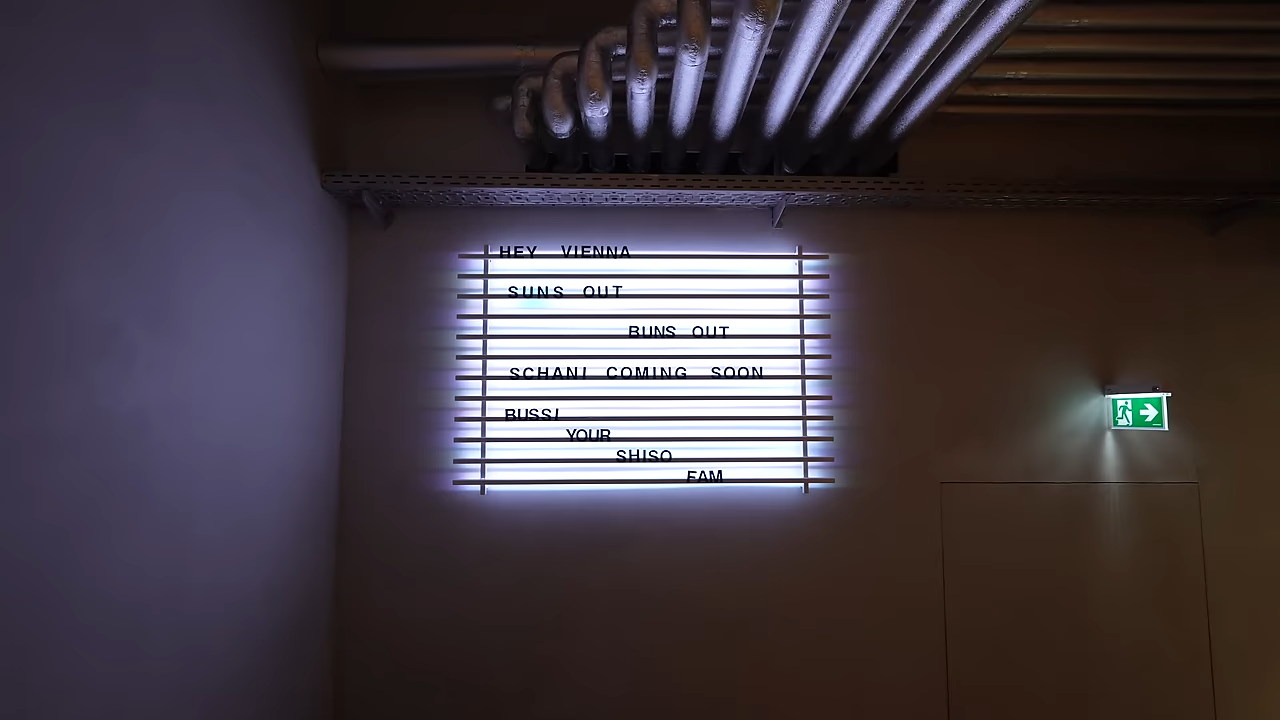 HEY VIENNA
SUNS OUT
BUNS OUT
SCHANI COMING SOON
BUSSI
YOUR
SHISO
FAM